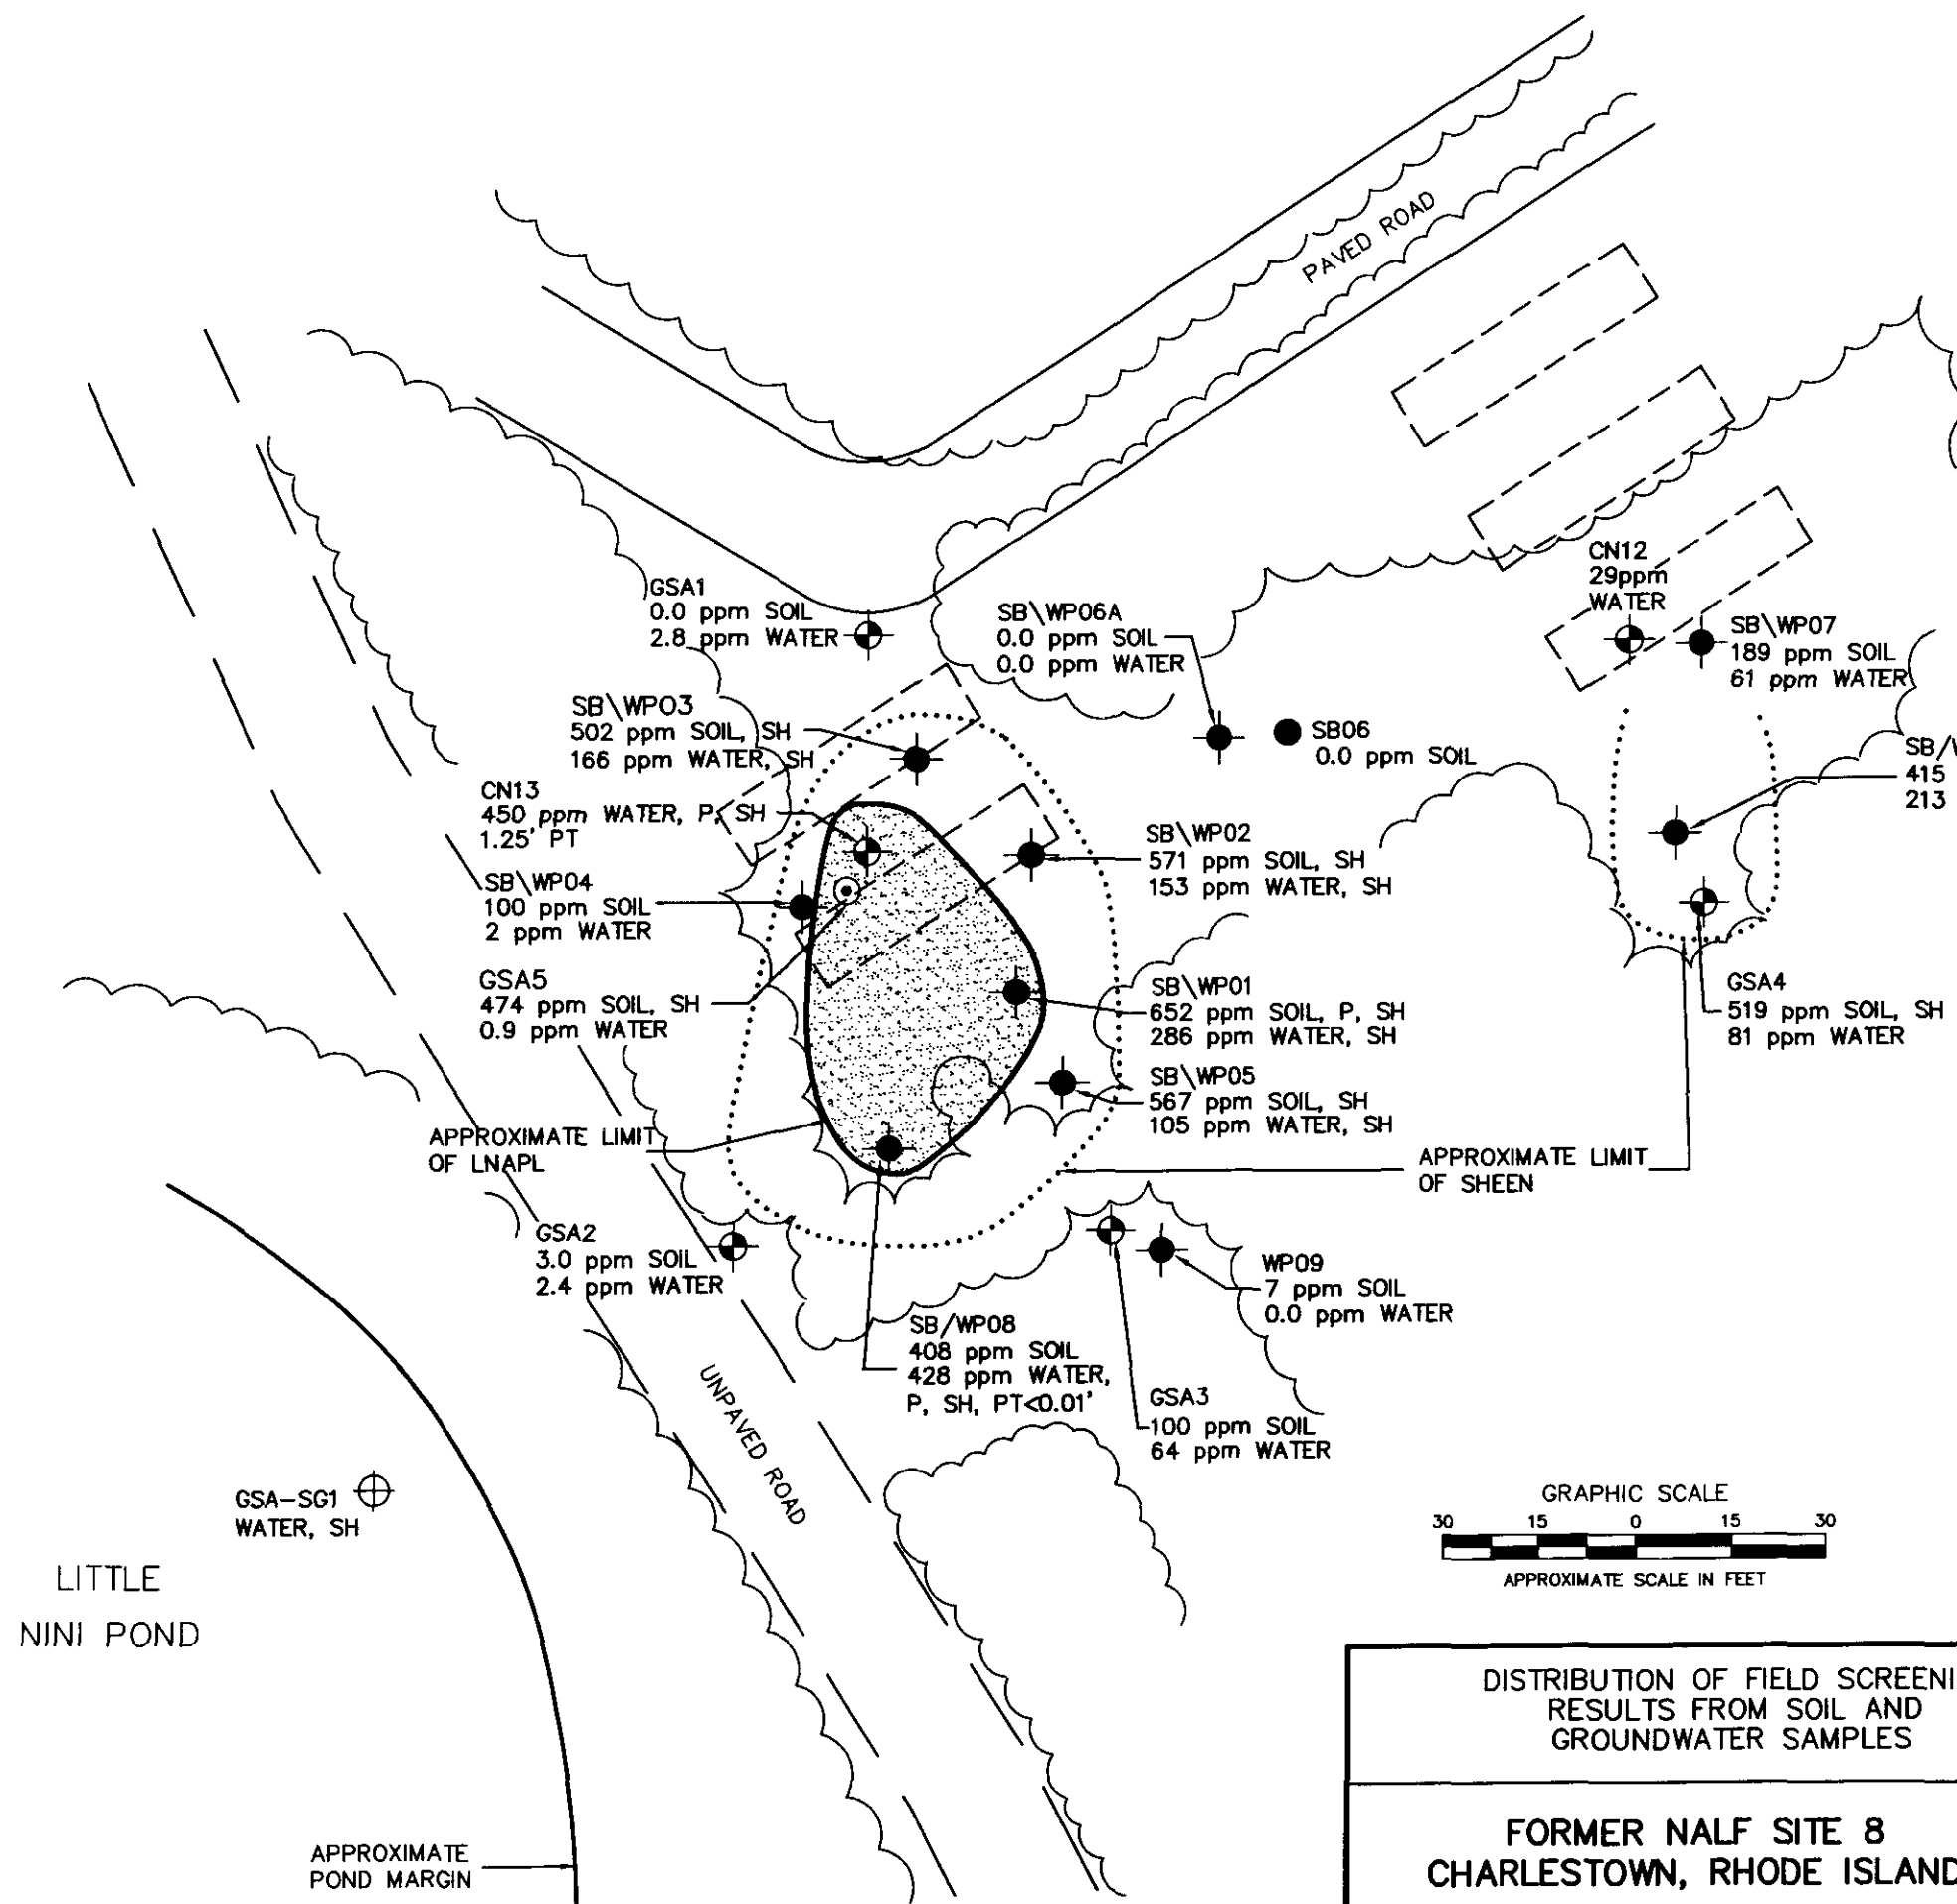 PAVED ROAD
GSA1
0.0 ppm SOIL
2.8 ppm WATER
SB\WP06A
0.0 ppm SOIL
0.0 ppm WATER
CN12
29ppm
WATER
SB\WP07
189 ppm SOIL
61 ppm WATER
SB\WPO3
502 ppm SOIL, SH
166 ppm WATER, SH
SB06
0.0 ppm SOIL
SB/
415
213
CN13
450 ppm WATER, P, SH
1.25' PT
SB\WP02
571 ppm SOIL, SH
153 ppm WATER, SH
SB\WP04
100 ppm SOIL
2 ppm WATER
GSA5
474 ppm SOIL, SH
0.9 ppm WATER
SB\WP01
652 ppm SOIL, P, SH
286 ppm WATER, SH
GSA4
519 ppm SOIL, SH
81 ppm WATER
SB\WP05
567 ppm SOIL, SH
105 ppm WATER, SH
APPROXIMATE LIMIT
OF LNAPL
APPROXIMATE LIMIT
OF SHEEN
GSA2
3.0 ppm SOIL
2.4 ppm WATER
WP09
7 ppm SOIL
0.0 ppm WATER
SB/WP08
408 ppm SOIL
428 ppm WATER,
P, SH, PT<0.01'
GSA3
100 ppm SOIL
64 ppm WATER
UNPAVED ROAD
GSA-SG1
WATER, SH
LITTLE
NINI POND
GRAPHIC SCALE
30 15 0 15 30
APPROXIMATE SCALE IN FEET
DISTRIBUTION OF FIELD SCREENI
RESULTS FROM SOIL AND
GROUNDWATER SAMPLES
FORMER NALF SITE 8
CHARLESTOWN, RHODE ISLAND
APPROXIMATE
POND MARGIN